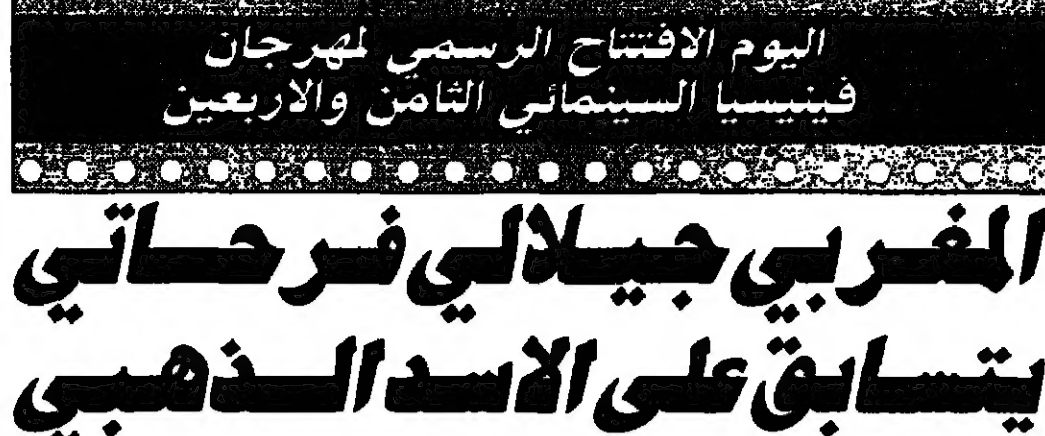 اليوم الافتتاح الرسمي لمهرجان
فينيسيا السينمائي الثامن والاربعين
المغربي جيلالي فرحاتي
يتسابق على الاسد الذهبي